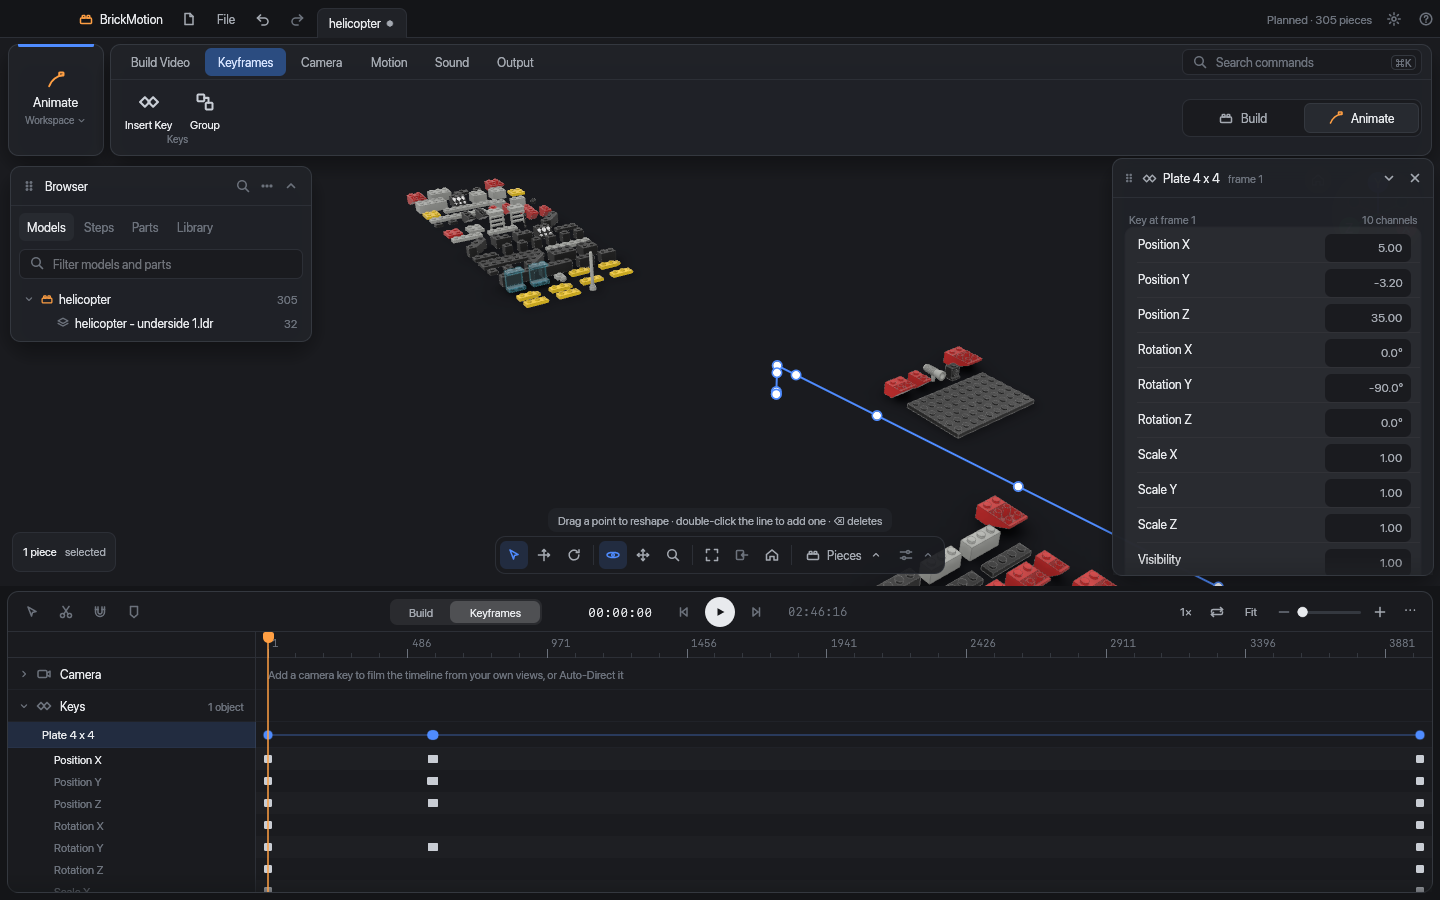 BrickMotion
File
helicopter
Planned · 305 pieces
Animate
Workspace
Build Video
Keyframes
Camera
Motion
Sound
Output
Search commands
⌘K
Insert Key
Group
Keys
Build
Animate
Browser
Models
Steps
Parts
Library
Filter models and parts
helicopter
305
helicopter - underside 1.ldr
32
Plate 4 x 4
frame 1
Key at frame 1
10 channels
Position X
5.00
Position Y
-3.20
Position Z
35.00
Rotation X
0.0°
Rotation Y
-90.0°
Rotation Z
0.0°
Scale X
1.00
Scale Y
1.00
Scale Z
1.00
Visibility
1.00
Drag a point to reshape · double-click the line to add one · ⌫ deletes
1 piece selected
Pieces
Build
Keyframes
00:00:00
02:46:16
1x
Fit
1
486
971
1456
1941
2426
2911
3396
3881
Camera
Add a camera key to film the timeline from your own views, or Auto-Direct it
Keys
1 object
Plate 4 x 4
Position X
Position Y
Position Z
Rotation X
Rotation Y
Rotation Z
Scale X